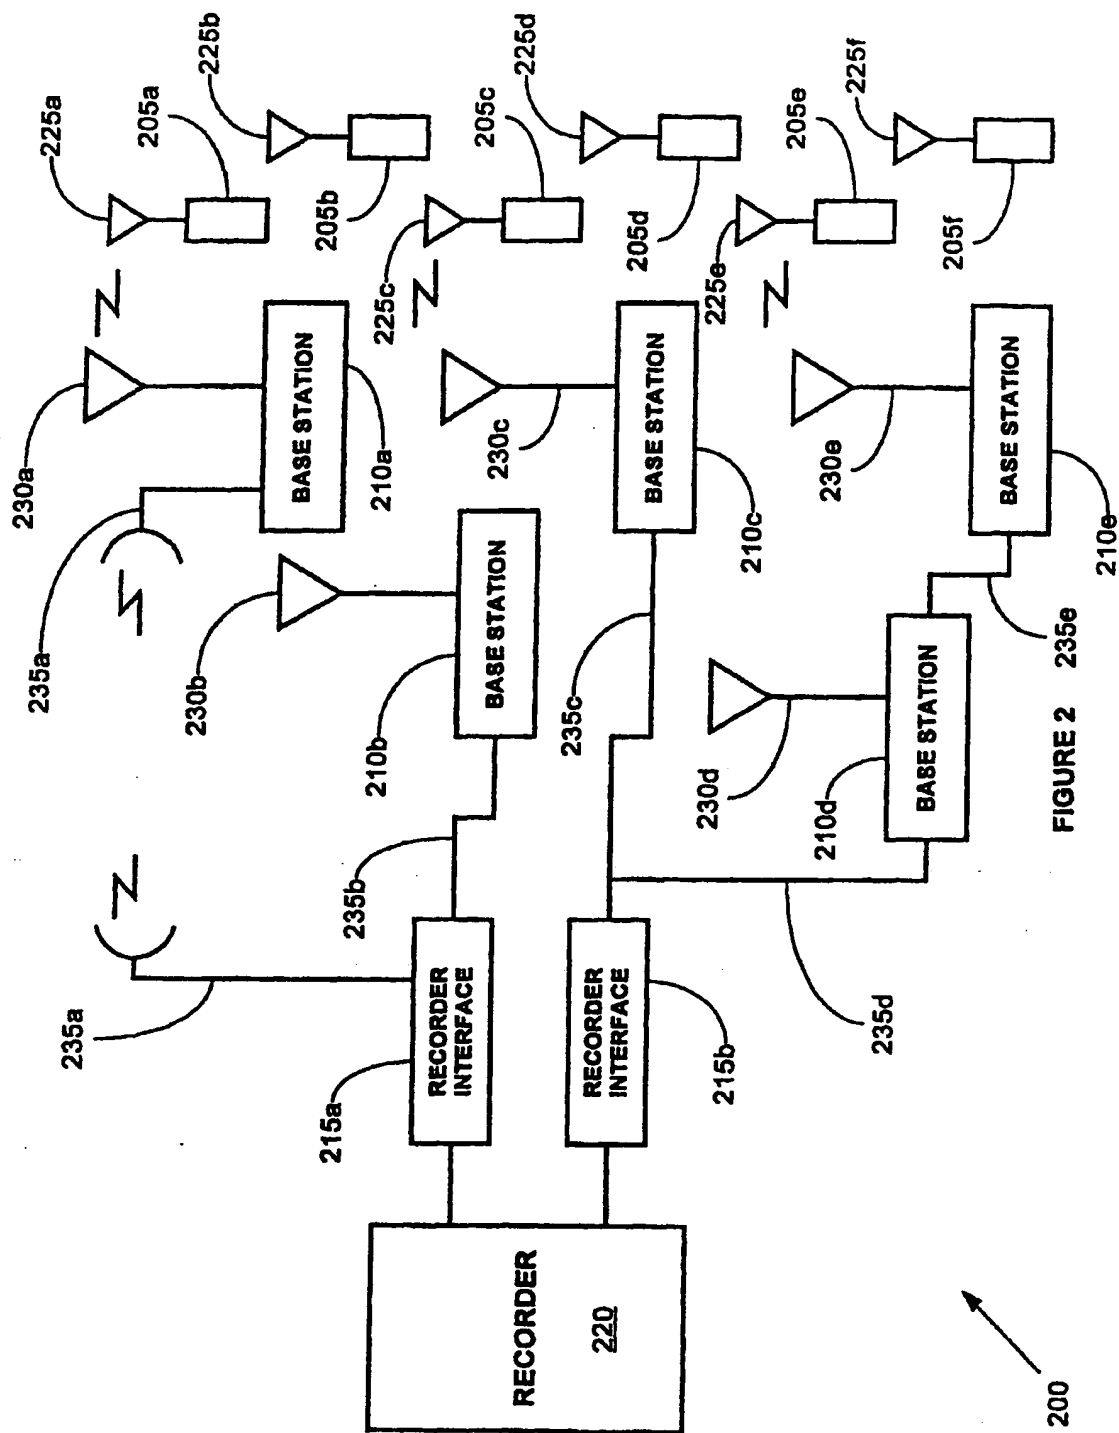 225a
205a
225b
205b
225c
205c
225d
205d
225e
205e
225f
205f
230a
235a
BASE STATION
210a
230b
210b
BASE STATION
230c
BASE STATION
210c
230e
BASE STATION
210e
235a
235b
235c
230d
210d
BASE STATION
235e
235d
215a
RECORDER
INTERFACE
RECORDER
INTERFACE
215b
RECORDER
220
200
FIGURE 2